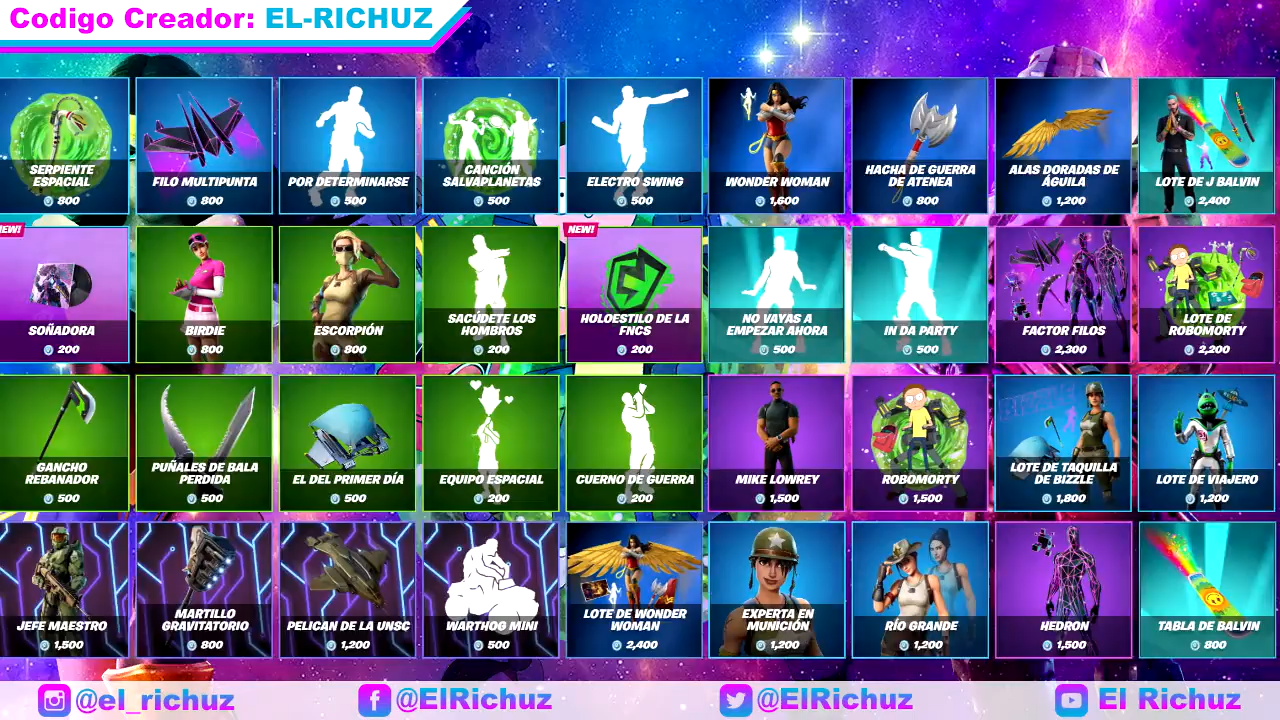 Codigo Creador: EL-RICHUZ
SERPIENTE
ESPACIAL
800
FILO MULTIPUNTA
800
POR DETERMINARSE
500
CANCIÓN
SALVAPLANETAS
500
ELECTRO SWING
500
WONDER WOMAN
1,600
HACHA DE GUERRA
DE ATENEA
800
ALAS DORADAS DE
ÁGUILA
1,200
LOTE DE J BALVIN
2,400
EW!
SOÑADORA
200
BIRDIE
800
ESCORPIÓN
800
SACÚDETE LOS
HOMBROS
200
NEW!
HOLOESTILO DE LA
FNCS
200
NO VAYAS A
EMPEZAR AHORA
500
IN DA PARTY
500
FACTOR FILOS
2,300
LOTE DE
ROBOMORTY
2,200
GANCHO
REBANADOR
500
PUÑALES DE BALA
PERDIDA
500
EL DEL PRIMER DÍA
500
EQUIPO ESPACIAL
200
CUERNO DE GUERRA
200
MIKE LOWREY
1,500
ROBOMORTY
1,500
BIZZLE
LOTE DE TAQUILLA
DE BIZZLE
1,800
LOTE DE VIAJERO
1,200
JEFE MAESTRO
1,500
MARTILLO
GRAVITATORIO
800
PELICAN DE LA UNSC
1,200
WARTHOG MINI
500
LOTE DE WONDER
WOMAN
2,400
EXPERTA EN
MUNICIÓN
1,200
RÍO GRANDE
1,200
HEDRON
1,500
TABLA DE BALVIN
800
@el_richuz
@ElRichuz
@ElRichuz
El Richuz